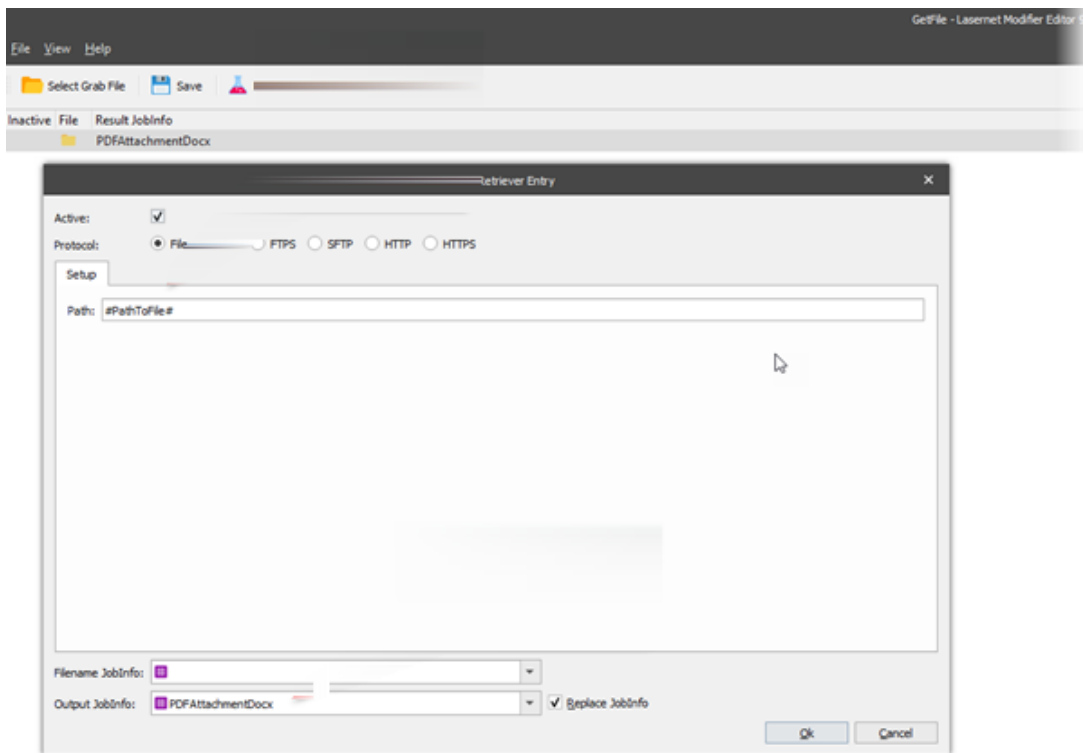 GetFile - Lasernet Modifier Editor
File View Help
Select Grab File Save
Inactive File Result JobInfo
PDFAttachmentDocx
Retriever Entry
Active:
Protocol: File FTPS SFTP HTTP HTTPS
Setup
Path: #PathToFile#
Filename JobInfo:
Output JobInfo: PDFAttachmentDocx Replace JobInfo
Ok Cancel